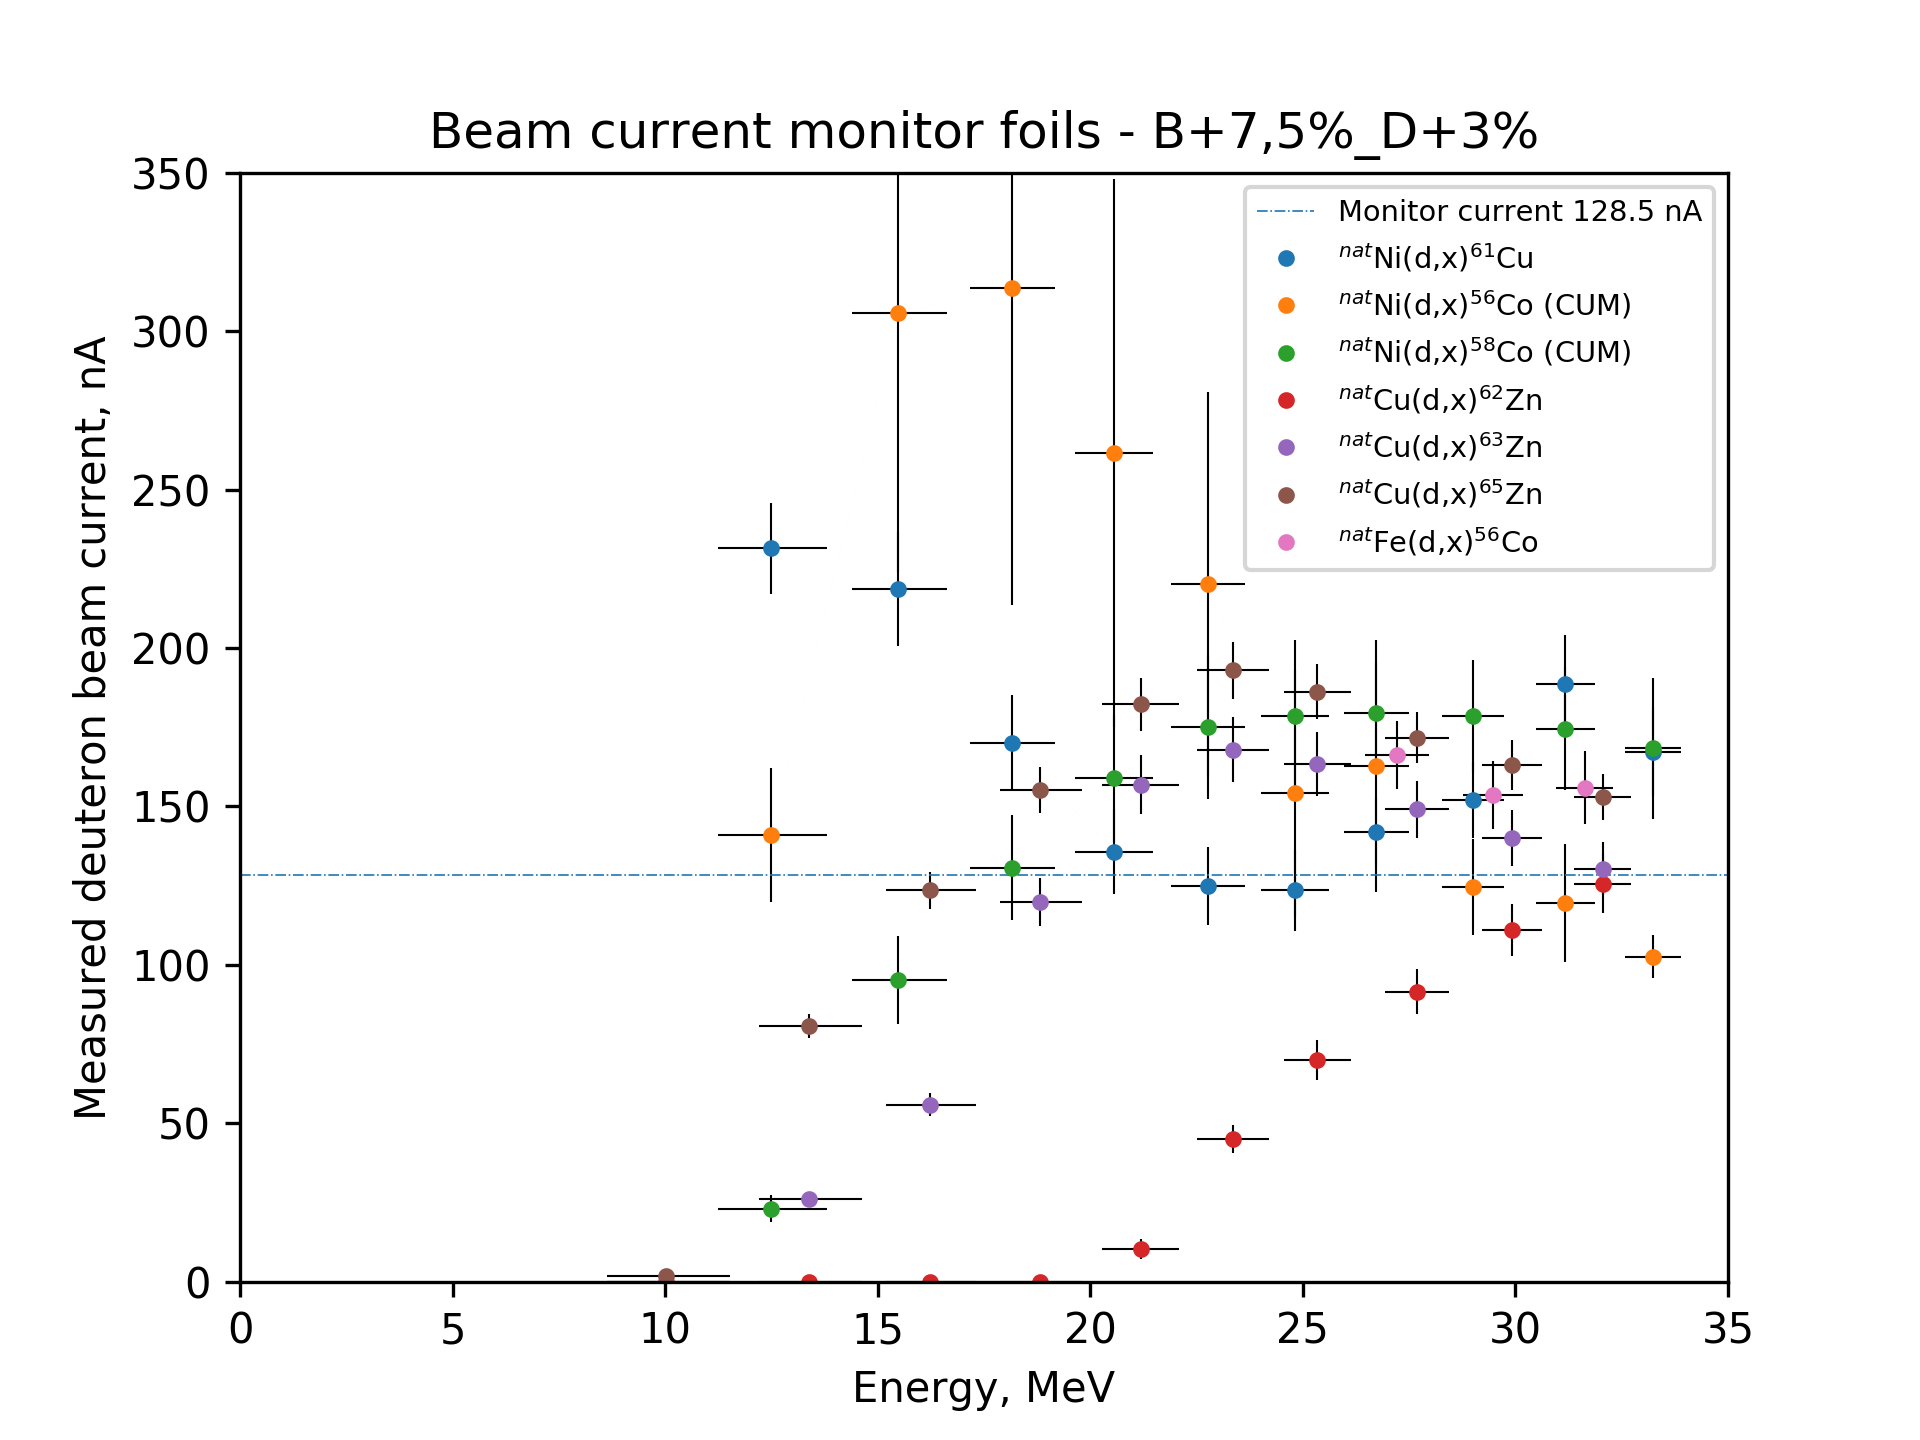 Beam current monitor foils - B+7,5%_D+3%
350
300
250
200
150
100
50
0
Measured deuteron beam current, nA
Monitor current 128.5 nA
natNi(d,x)61Cu
natNi(d,x)56Co (CUM)
natNi(d,x)58Co (CUM)
natCu(d,x)62Zn
natCu(d,x)63Zn
natCu(d,x)65Zn
natFe(d,x)56Co
0 5 10 15 20 25 30 35
Energy, MeV